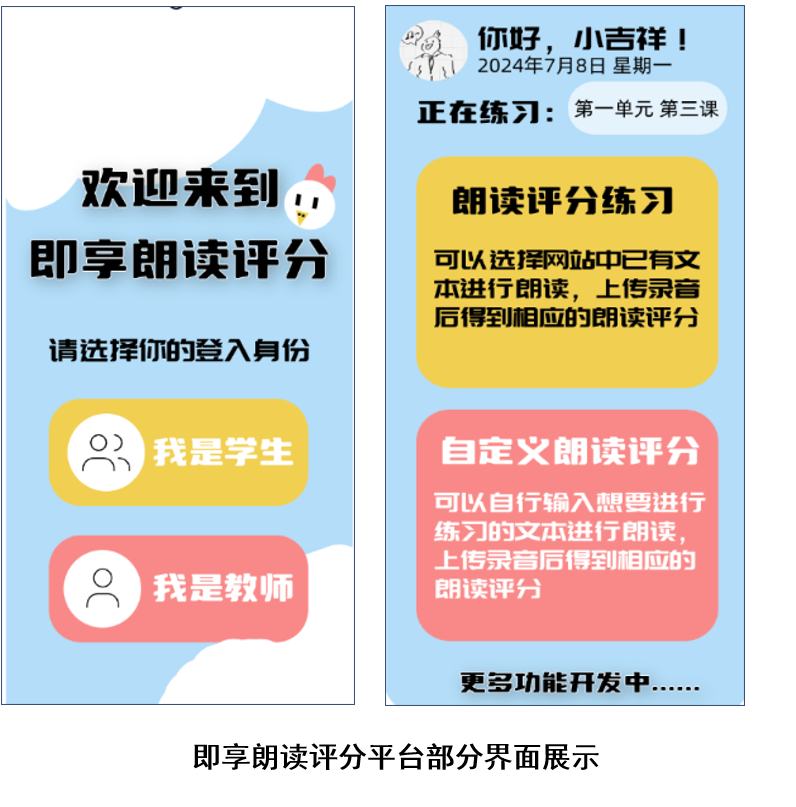 欢迎来到
即享朗读评分
请选择你的登入身份
我是学生
我是教师
你好，小吉祥！
2024年7月8日 星期一
正在练习：
第一单元 第三课
朗读评分练习
可以选择网站中已有文
本进行朗读，上传录音
后得到相应的朗读评分
自定义朗读评分
可以自行输入想要进行
练习的文本进行朗读，
上传录音后得到相应的
朗读评分
更多功能开发中......
即享朗读评分平台部分界面展示